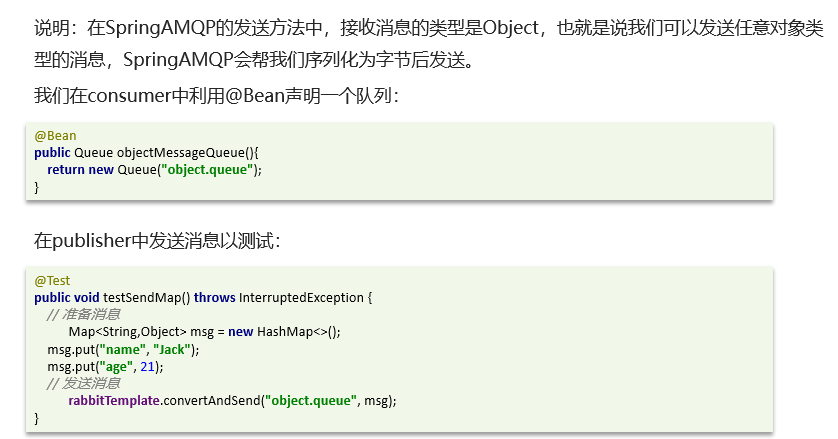 说明：在SpringAMQP的发送方法中，接收消息的类型是Object，也就是说我们可以发送任意对象类
型的消息，SpringAMQP会帮我们序列化为字节后发送。
我们在consumer中利用@Bean声明一个队列：
@Bean
public Queue objectMessageQueue(){
    return new Queue("object.queue");
}
在publisher中发送消息以测试：
@Test
public void testSendMap() throws InterruptedException {
    // 准备消息
        Map<String,Object> msg = new HashMap<>();
    msg.put("name", "Jack");
    msg.put("age", 21);
    // 发送消息
        rabbitTemplate.convertAndSend("object.queue", msg);
}